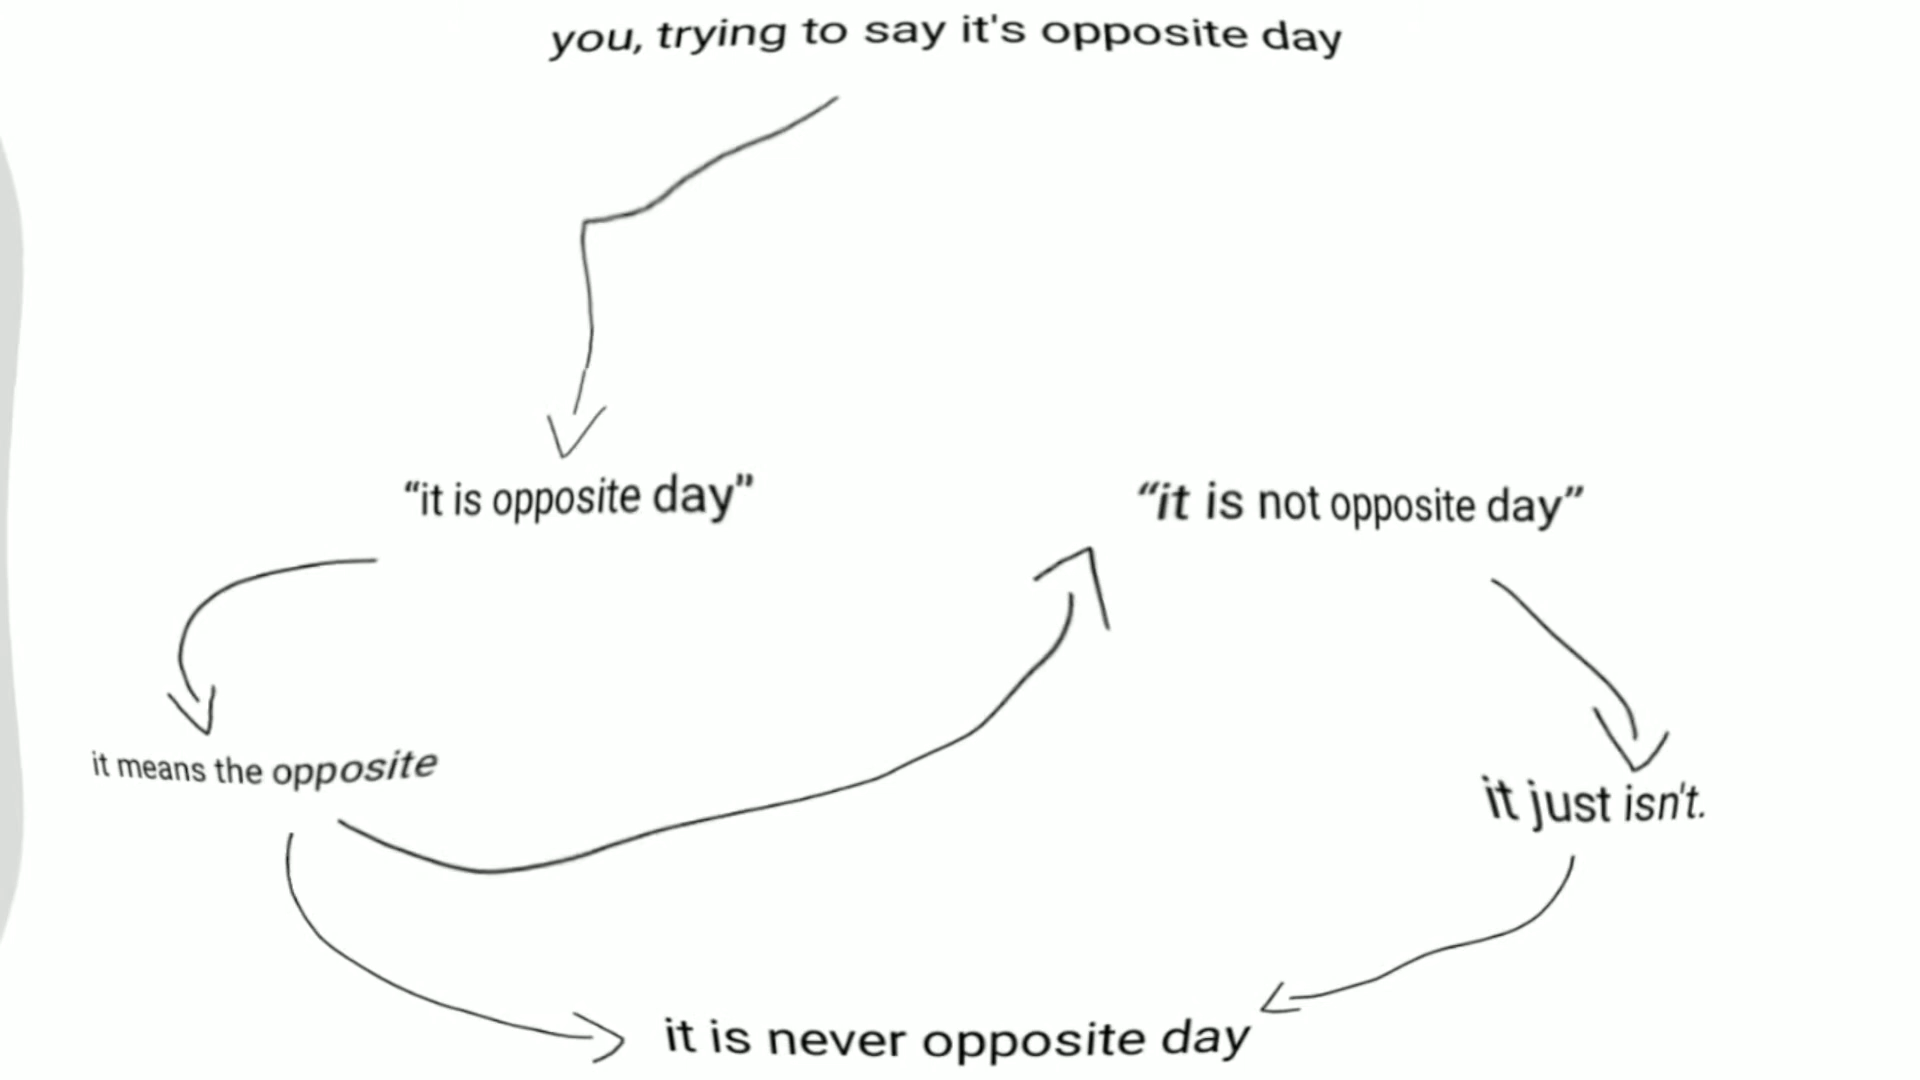 you, trying to say it's opposite day
“it is opposite day”
“it is not opposite day”
it means the opposite
it just isn't.
it is never opposite day